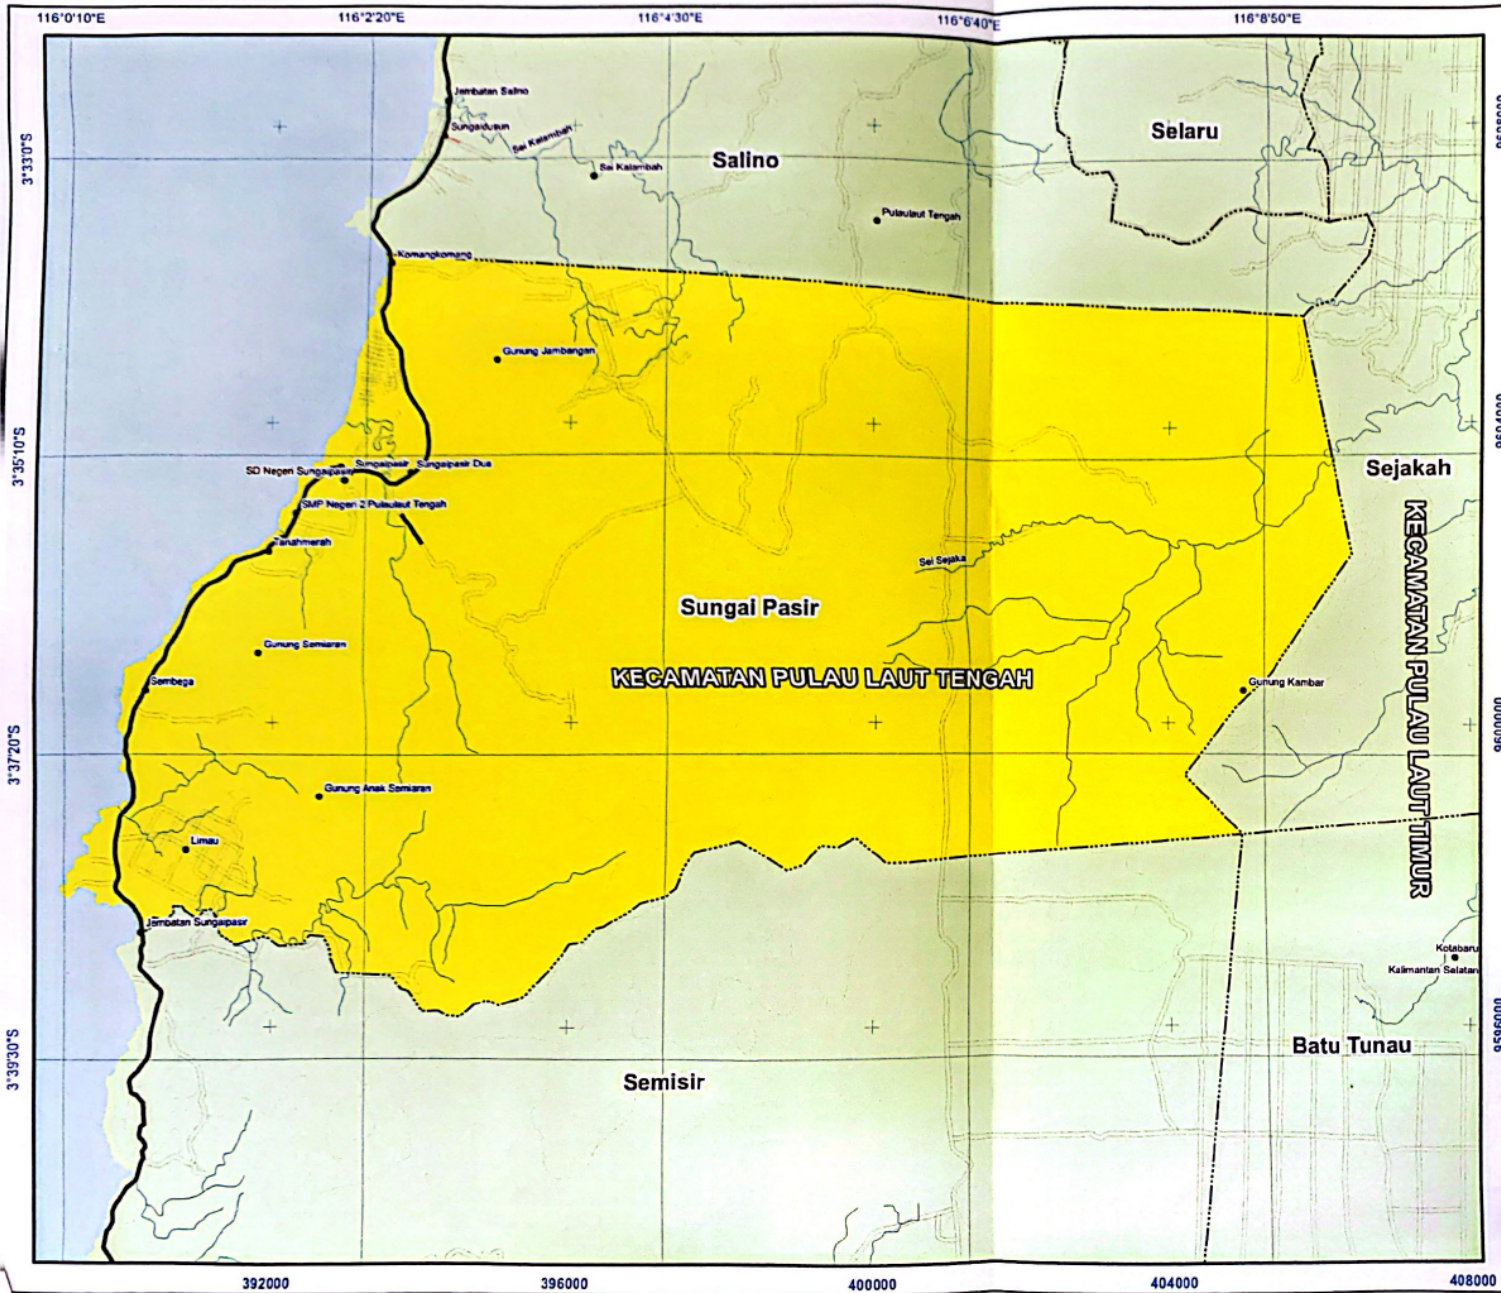 116°0'10"E
116°2'20"E
116°4'30"E
116°6'40"E
116°8'50"E
Jembatan Salino
Sungaidusun
Sei Kalambah
Sei Kalambah
Salino
Selaru
3°33'0"S
Pulaulaut Tengah
Komangkomang
Gunung Jambangan
9604000
3°35'10"S
SD Negeri Sungaipasir
Sungaipasir
Sungaipasir Dua
Sejakah
SMP Negeri 2 Pulaulaut Tengah
Tanahmerah
Sei Sejaka
Sungai Pasir
Gunung Semiaran
KECAMATAN PULAU LAUT TENGAH
Sembega
Gunung Kambar
KECAMATAN PULAU LAUT TIMUR
9600000
3°37'20"S
Gunung Anak Semiaran
Limau
Jembatan Sungaipasir
Kotabaru
Kalimantan Selatan
9596000
3°39'30"S
Batu Tunau
Semisir
392000
396000
400000
404000
408000